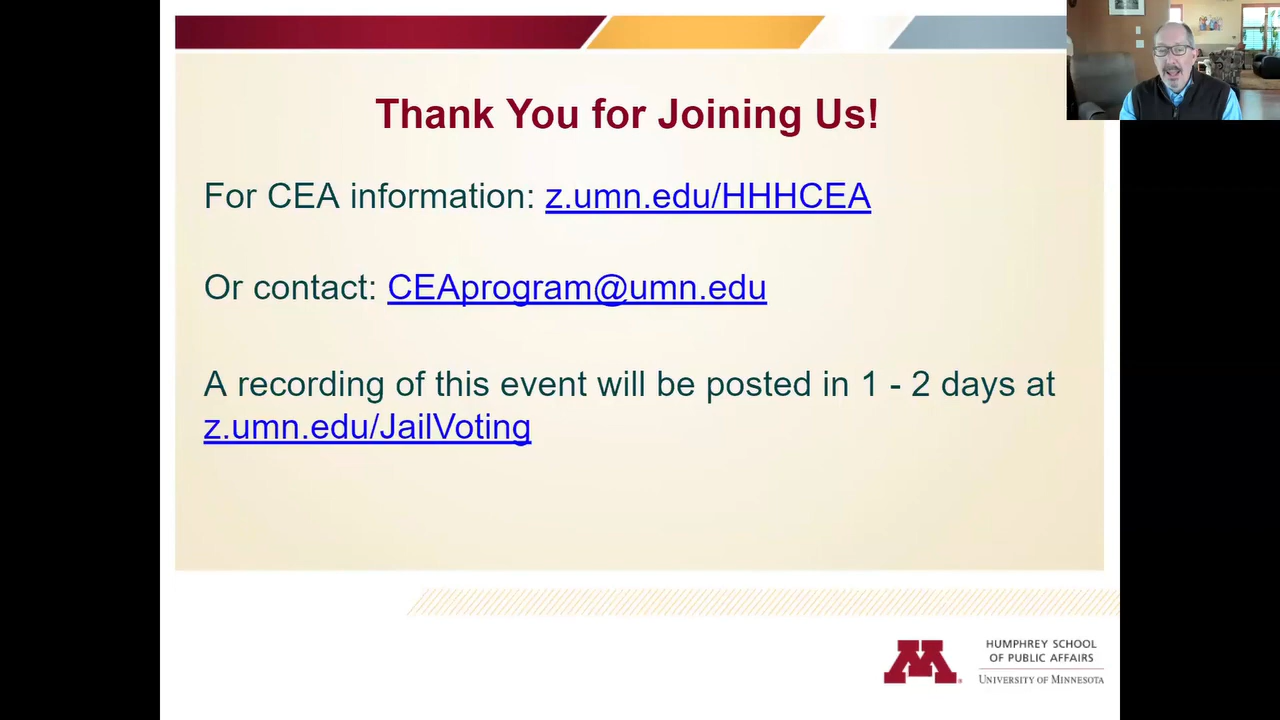 Thank You for Joining Us!
For CEA information: z.umn.edu/HHHCEA
Or contact: CEAprogram@umn.edu
A recording of this event will be posted in 1 - 2 days at
z.umn.edu/JailVoting
M
HUMPHREY SCHOOL
OF PUBLIC AFFAIRS
UNIVERSITY OF MINNESOTA